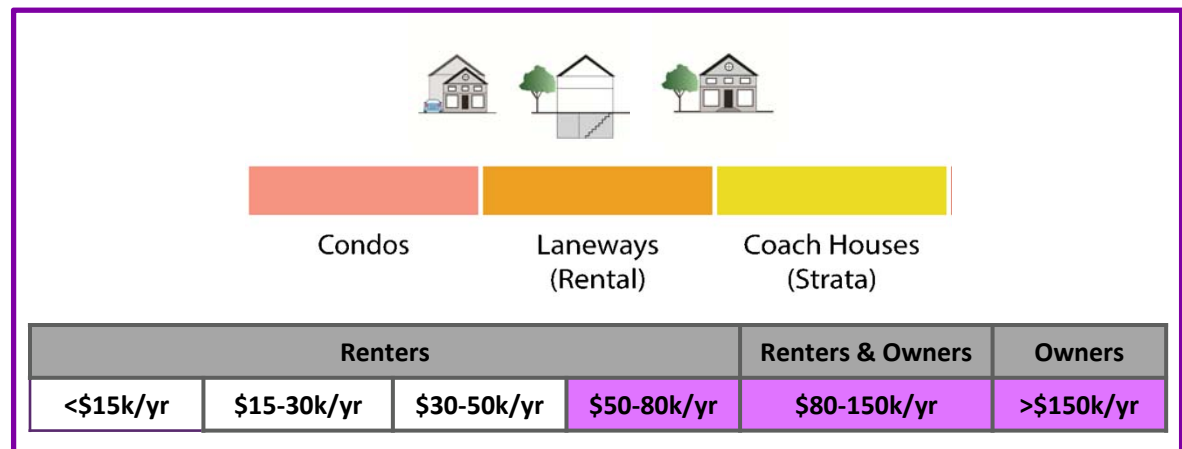 Condos
Laneways
(Rental)
Coach Houses
(Strata)
Renters
Renters & Owners
Owners
<$15k/yr
$15-30k/yr
$30-50k/yr
$50-80k/yr
$80-150k/yr
>$150k/yr